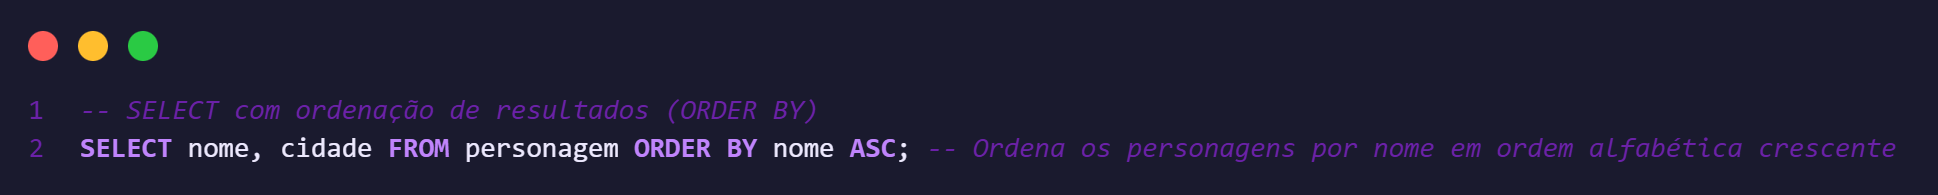 1 -- SELECT com ordenação de resultados (ORDER BY)
2 SELECT nome, cidade FROM personagem ORDER BY nome ASC; -- Ordena os personagens por nome em ordem alfabética crescente